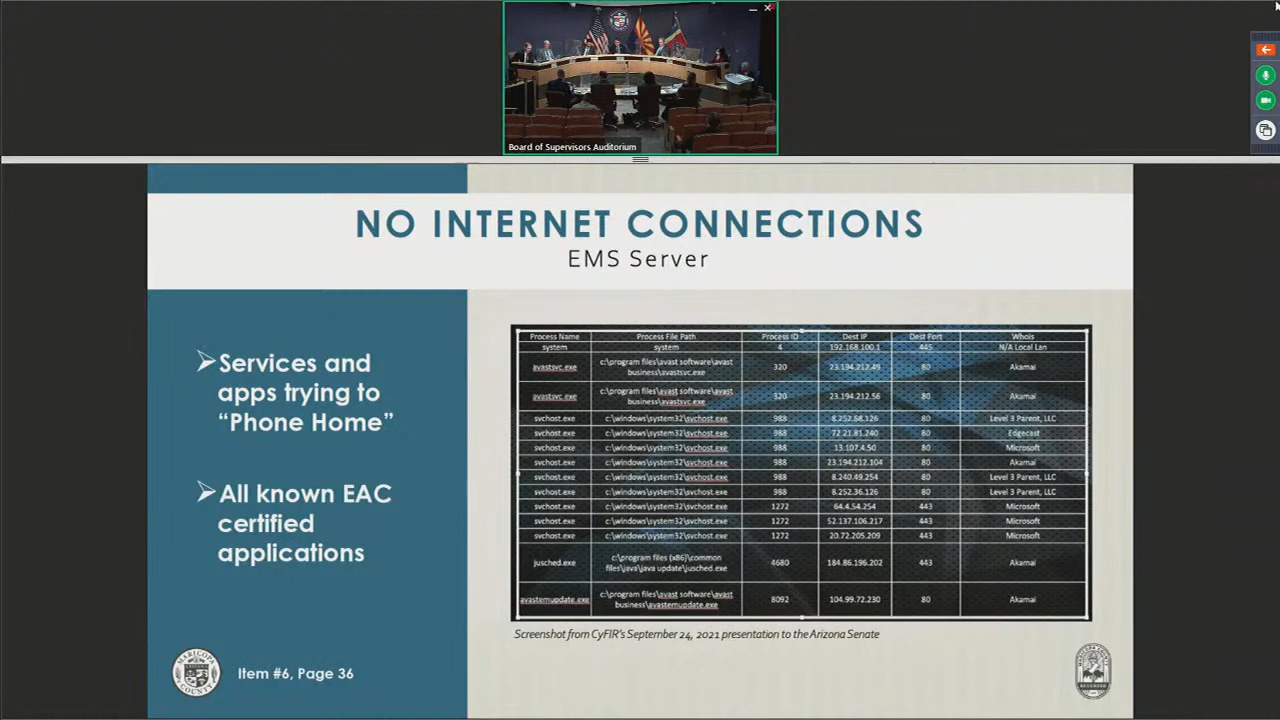 Board of Supervisors Auditorium
NO INTERNET CONNECTIONS
EMS Server
Services and
apps trying to
“Phone Home”
All known EAC
certified
applications
Process Name Process File Path Process ID Dest IP Dest Port WhoIs
system system 4 192.168.100.1 445 N/A Local Lan
avastsvc.exe c:\program files\avast software\avast business\avastsvc.exe 320 23.194.212.49 80 Akamai
avastsvc.exe c:\program files\avast software\avast business\avastsvc.exe 320 23.194.212.56 80 Akamai
svchost.exe c:\windows\system32\svchost.exe 988 8.252.68.126 80 Level 3 Parent, LLC
svchost.exe c:\windows\system32\svchost.exe 988 72.21.81.240 80 Edgecast
svchost.exe c:\windows\system32\svchost.exe 988 13.107.4.50 80 Microsoft
svchost.exe c:\windows\system32\svchost.exe 988 23.194.212.104 80 Akamai
svchost.exe c:\windows\system32\svchost.exe 988 8.240.49.254 80 Level 3 Parent, LLC
svchost.exe c:\windows\system32\svchost.exe 988 8.252.36.126 80 Level 3 Parent, LLC
svchost.exe c:\windows\system32\svchost.exe 1272 64.4.54.254 443 Microsoft
svchost.exe c:\windows\system32\svchost.exe 1272 52.137.106.217 443 Microsoft
svchost.exe c:\windows\system32\svchost.exe 1272 20.72.205.209 443 Microsoft
jusched.exe c:\program files (x86)\common files\java\java update\jusched.exe 4680 184.86.196.202 443 Akamai
avastemupdate.exe c:\program files\avast software\avast business\avastemupdate.exe 8092 104.99.72.230 80 Akamai
Screenshot from CyFIR's September 24, 2021 presentation to the Arizona Senate
MARICOPA
COUNTY
Item #6, Page 36